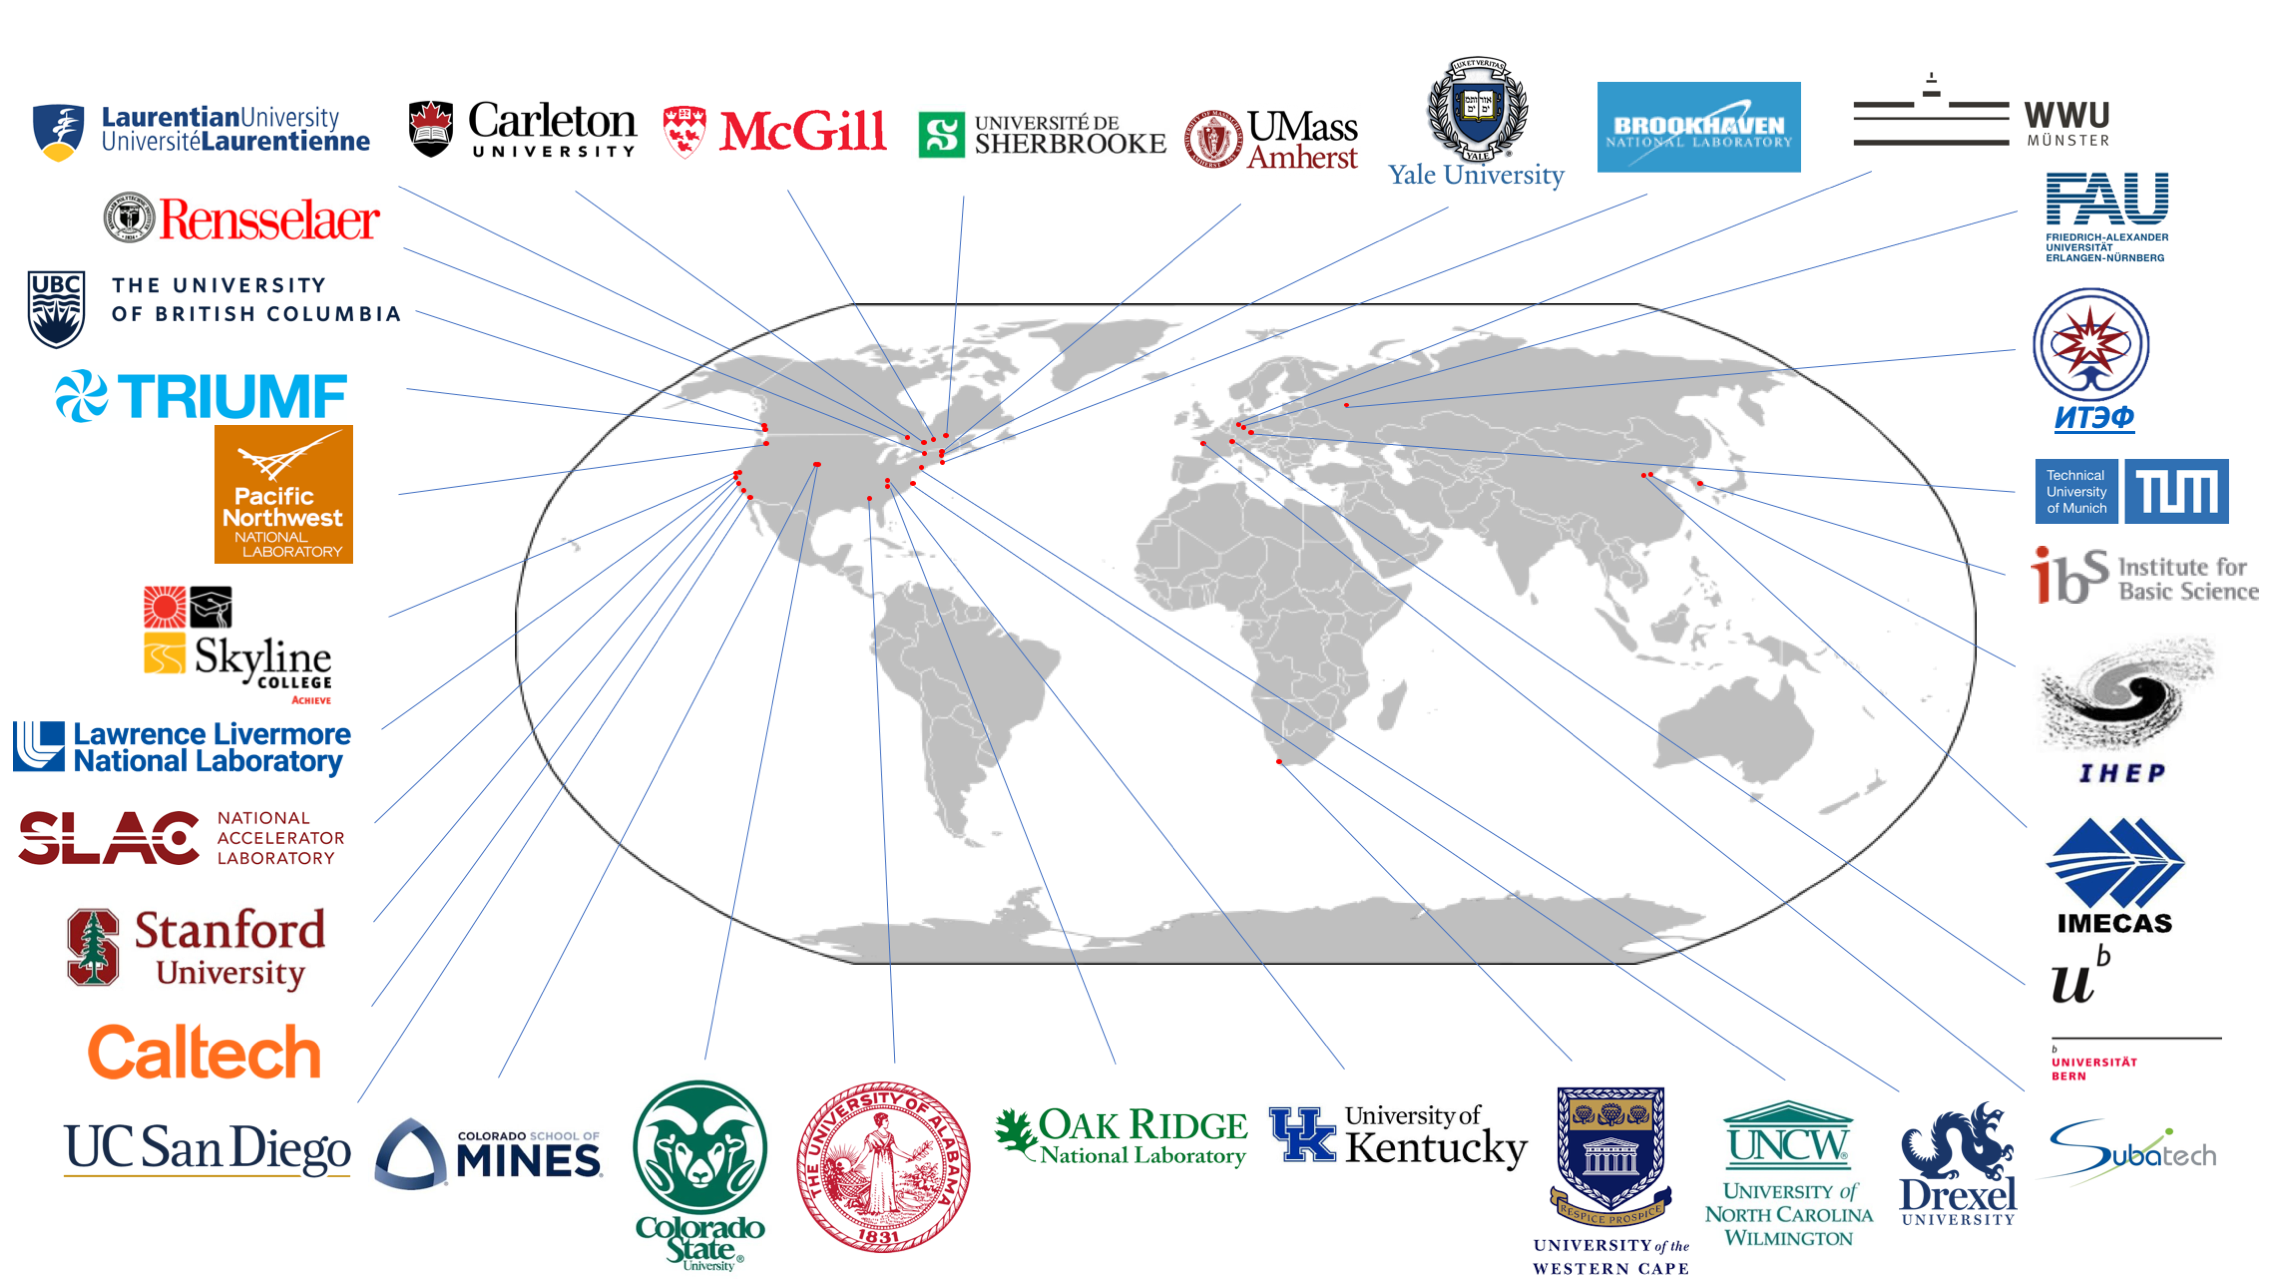 LaurentianUniversity
UniversitéLaurentienne
Carleton
UNIVERSITY
McGill
UNIVERSITÉ DE
SHERBROOKE
UMass
Amherst
LUX ET VERITAS
YALE
Yale University
BROOKHAVEN
NATIONAL LABORATORY
WWU
MÜNSTER
Rensselaer
FAU
FRIEDRICH-ALEXANDER
UNIVERSITÄT
ERLANGEN-NÜRNBERG
UBC
THE UNIVERSITY
OF BRITISH COLUMBIA
TRIUMF
ИТЭФ
Pacific
Northwest
NATIONAL
LABORATORY
Technical
University
of Munich
TUM
ibs
Institute for
Basic Science
Skyline
COLLEGE
ACHIEVE
IHEP
Lawrence Livermore
National Laboratory
SLAC
NATIONAL
ACCELERATOR
LABORATORY
IMECAS
Stanford
University
u
b
b
UNIVERSITÄT
BERN
Caltech
UC San Diego
COLORADO SCHOOL OF
MINES
Colorado
State
University
THE UNIVERSITY OF ALABAMA
1831
OAK RIDGE
National Laboratory
UK
University of
Kentucky
RESPICE PROSPICE
UNIVERSITY of the
WESTERN CAPE
UNCW
UNIVERSITY of
NORTH CAROLINA
WILMINGTON
Drexel
UNIVERSITY
Subatech